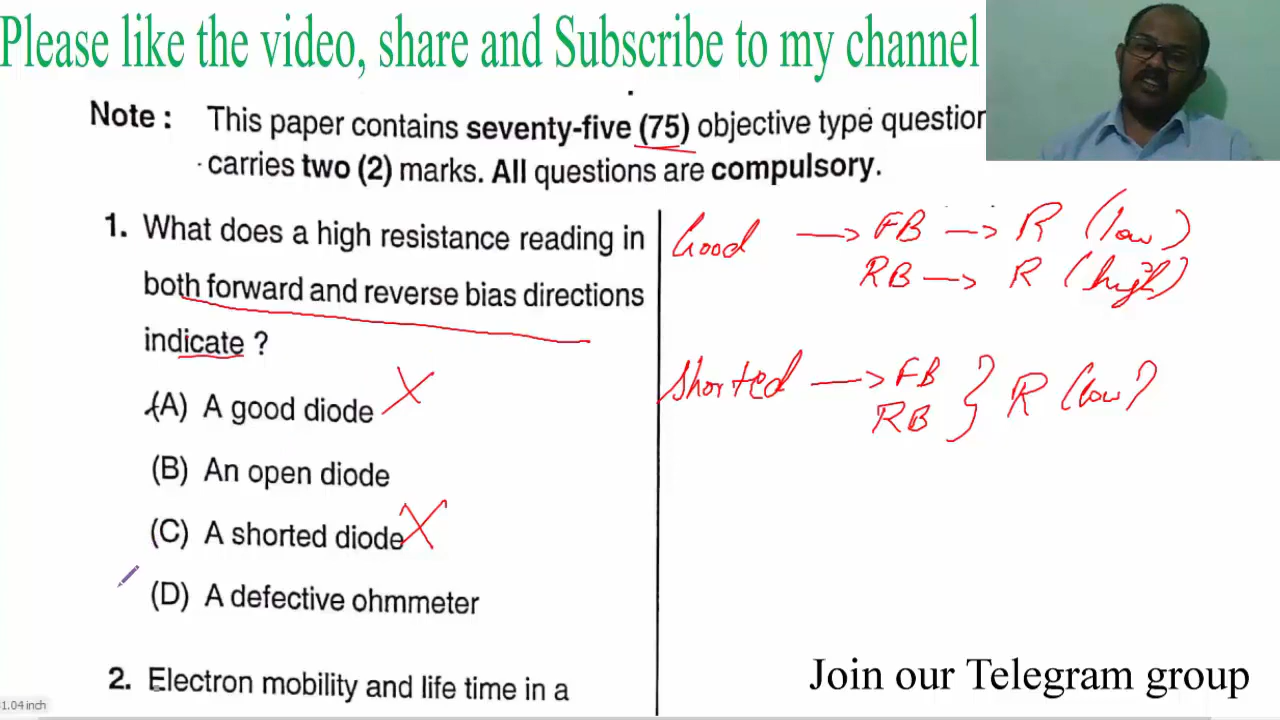 Please like the video, share and Subscribe to my channel
Note : This paper contains seventy-five (75) objective type question
carries two (2) marks. All questions are compulsory.
1. What does a high resistance reading in
both forward and reverse bias directions
indicate ?
(A) A good diode
(B) An open diode
(C) A shorted diode
(D) A defective ohmmeter
2. Electron mobility and life time in a
Good → FB → R (low)
RB → R (high)
Shorted → FB
RB } R (low)
Join our Telegram group
1.04 inch